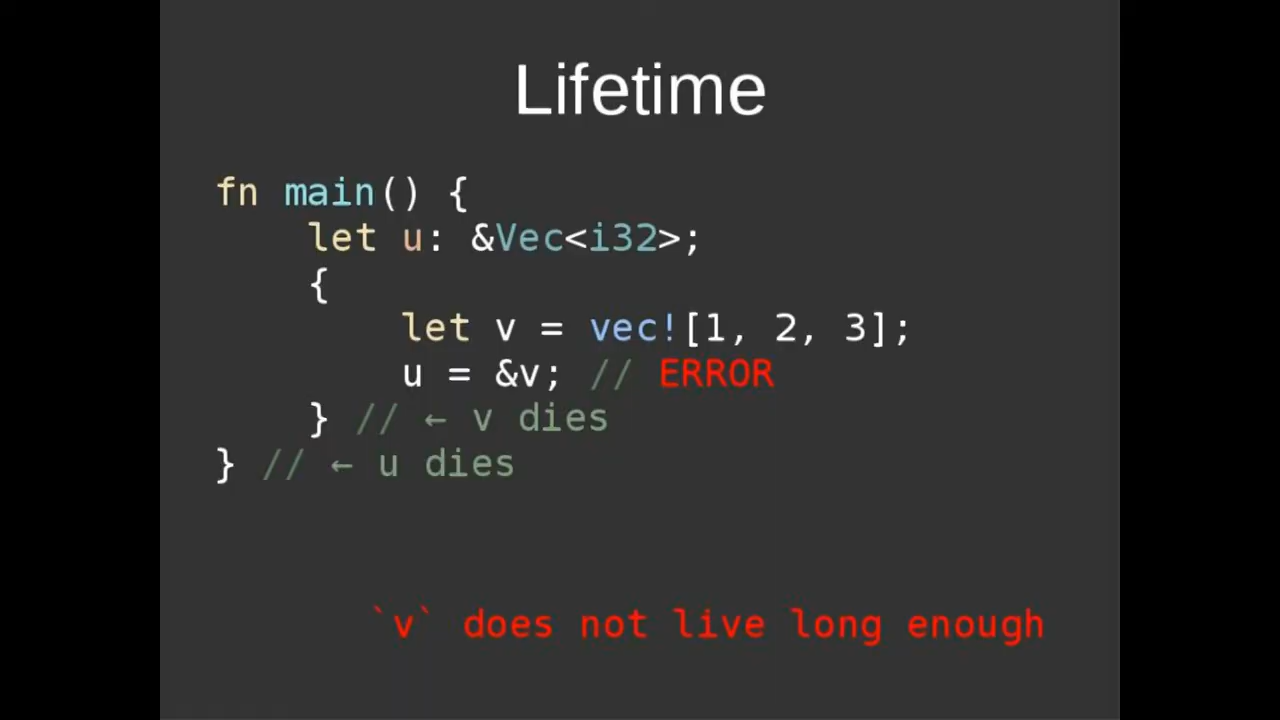 Lifetime
fn main() {
    let u: &Vec<i32>;
    {
        let v = vec![1, 2, 3];
        u = &v; // ERROR
    } // ← v dies
} // ← u dies
`v` does not live long enough